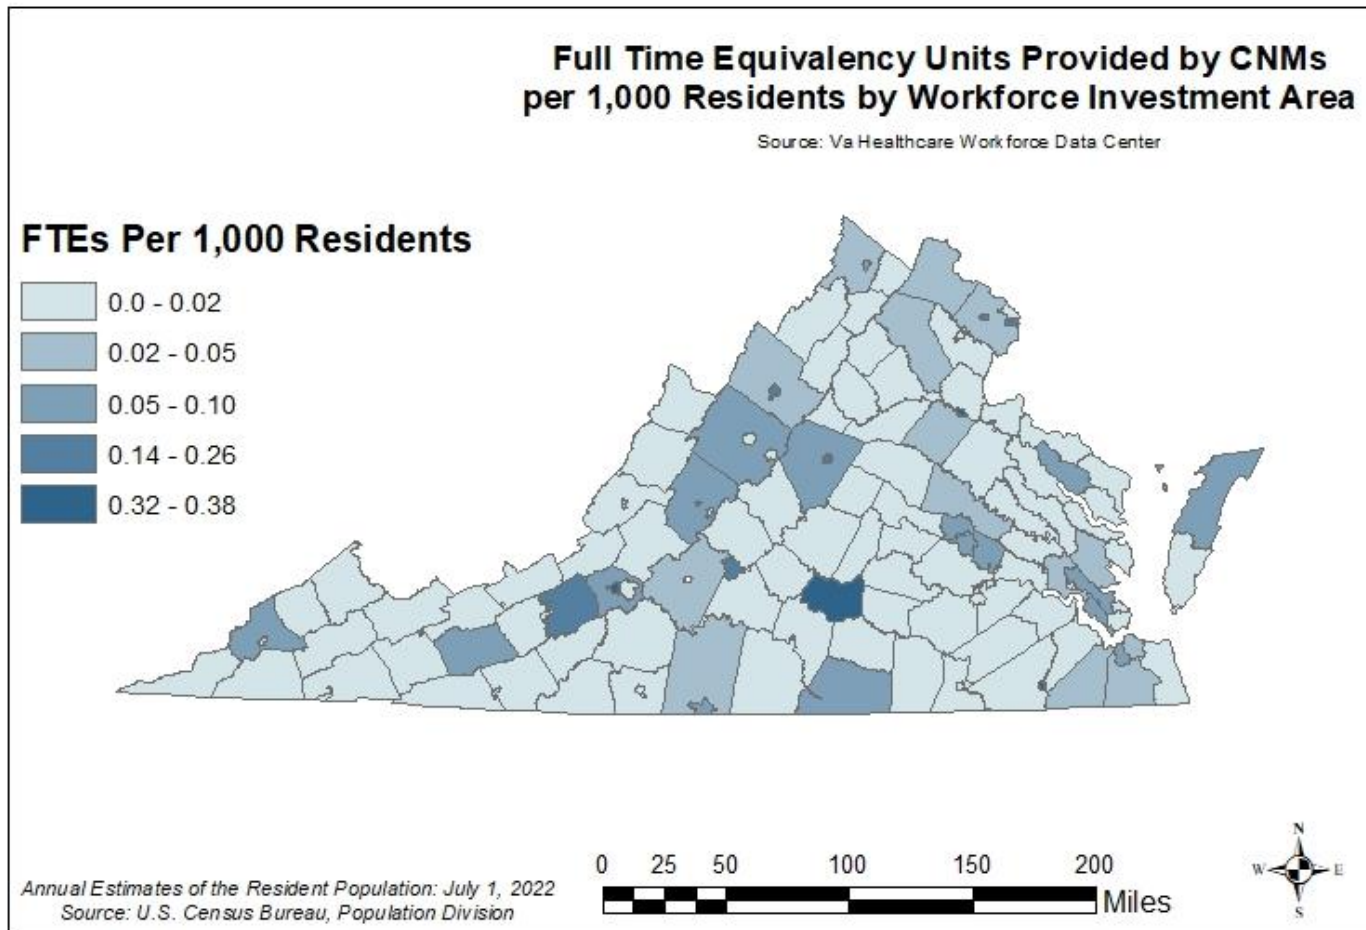 Full Time Equivalency Units Provided by CNMs
per 1,000 Residents by Workforce Investment Area
Source: Va Healthcare Workforce Data Center
FTEs Per 1,000 Residents
0.0 - 0.02
0.02 - 0.05
0.05 - 0.10
0.14 - 0.26
0.32 - 0.38
Annual Estimates of the Resident Population: July 1, 2022
Source: U.S. Census Bureau, Population Division
0 25 50 100 150 200
Miles
N
W E
S